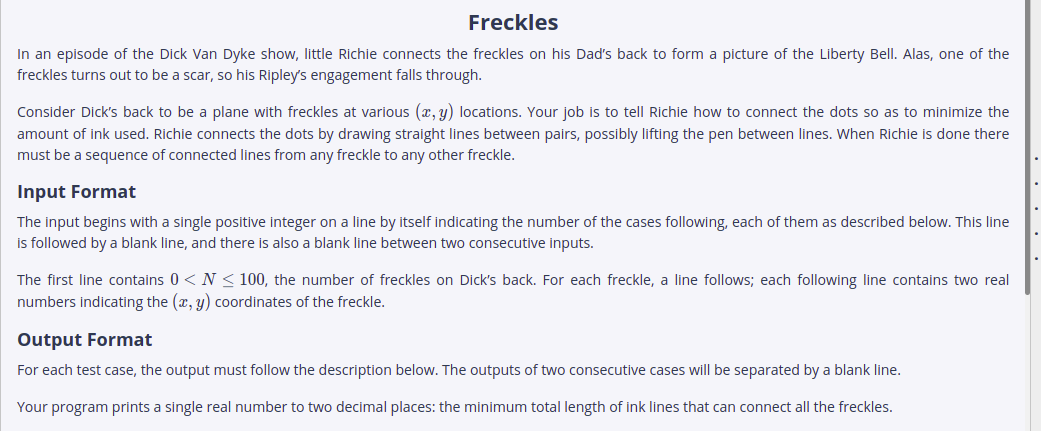 Freckles
In an episode of the Dick Van Dyke show, little Richie connects the freckles on his Dad's back to form a picture of the Liberty Bell. Alas, one of the
freckles turns out to be a scar, so his Ripley's engagement falls through.
Consider Dick's back to be a plane with freckles at various (x, y) locations. Your job is to tell Richie how to connect the dots so as to minimize the
amount of ink used. Richie connects the dots by drawing straight lines between pairs, possibly lifting the pen between lines. When Richie is done there
must be a sequence of connected lines from any freckle to any other freckle.
Input Format
The input begins with a single positive integer on a line by itself indicating the number of the cases following, each of them as described below. This line
is followed by a blank line, and there is also a blank line between two consecutive inputs.
The first line contains 0 < N ≤ 100, the number of freckles on Dick's back. For each freckle, a line follows; each following line contains two real
numbers indicating the (x, y) coordinates of the freckle.
Output Format
For each test case, the output must follow the description below. The outputs of two consecutive cases will be separated by a blank line.
Your program prints a single real number to two decimal places: the minimum total length of ink lines that can connect all the freckles.